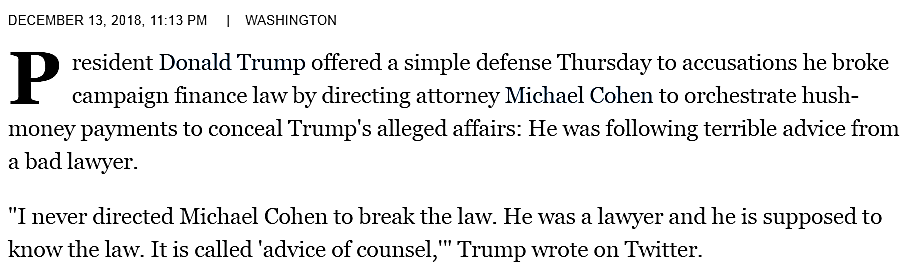 DECEMBER 13, 2018, 11:13 PM | WASHINGTON
President Donald Trump offered a simple defense Thursday to accusations he broke
campaign finance law by directing attorney Michael Cohen to orchestrate hush-
money payments to conceal Trump's alleged affairs: He was following terrible advice from
a bad lawyer.
"I never directed Michael Cohen to break the law. He was a lawyer and he is supposed to
know the law. It is called 'advice of counsel,'" Trump wrote on Twitter.